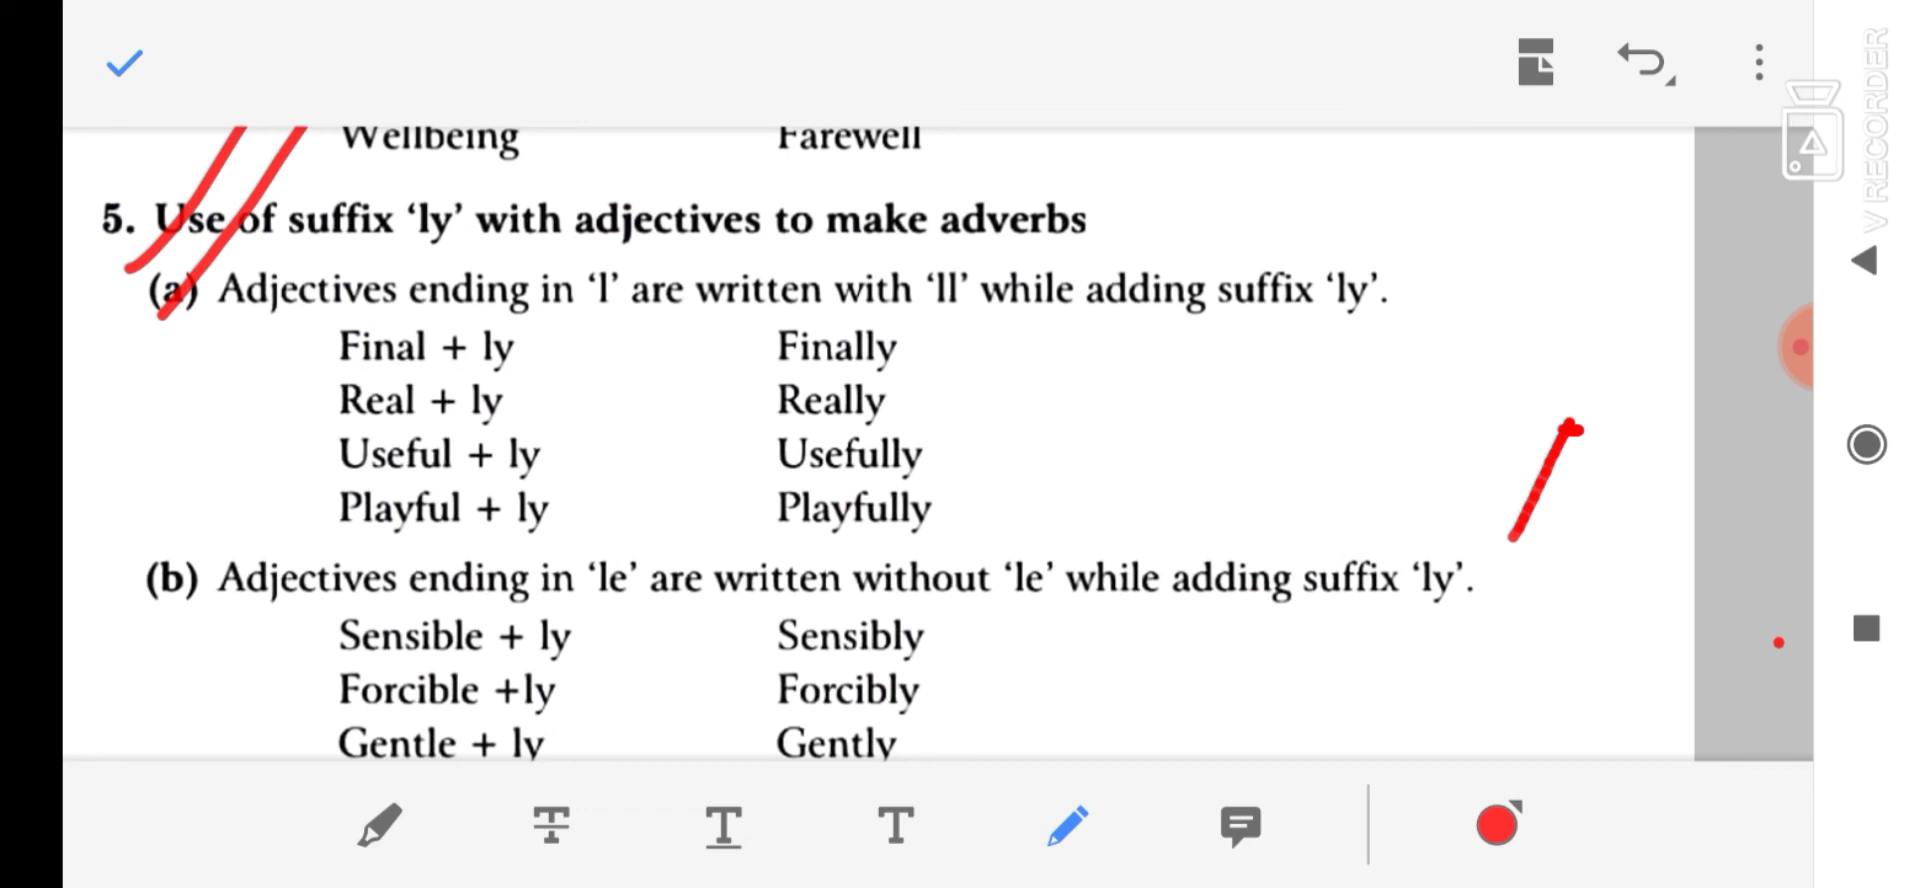 Wellbeing Farewell
5. Use of suffix ‘ly’ with adjectives to make adverbs
(a) Adjectives ending in ‘l’ are written with ‘ll’ while adding suffix ‘ly’.
Final + ly Finally
Real + ly Really
Useful + ly Usefully
Playful + ly Playfully
(b) Adjectives ending in ‘le’ are written without ‘le’ while adding suffix ‘ly’.
Sensible + ly Sensibly
Forcible +ly Forcibly
Gentle + ly Gently
V RECORDER